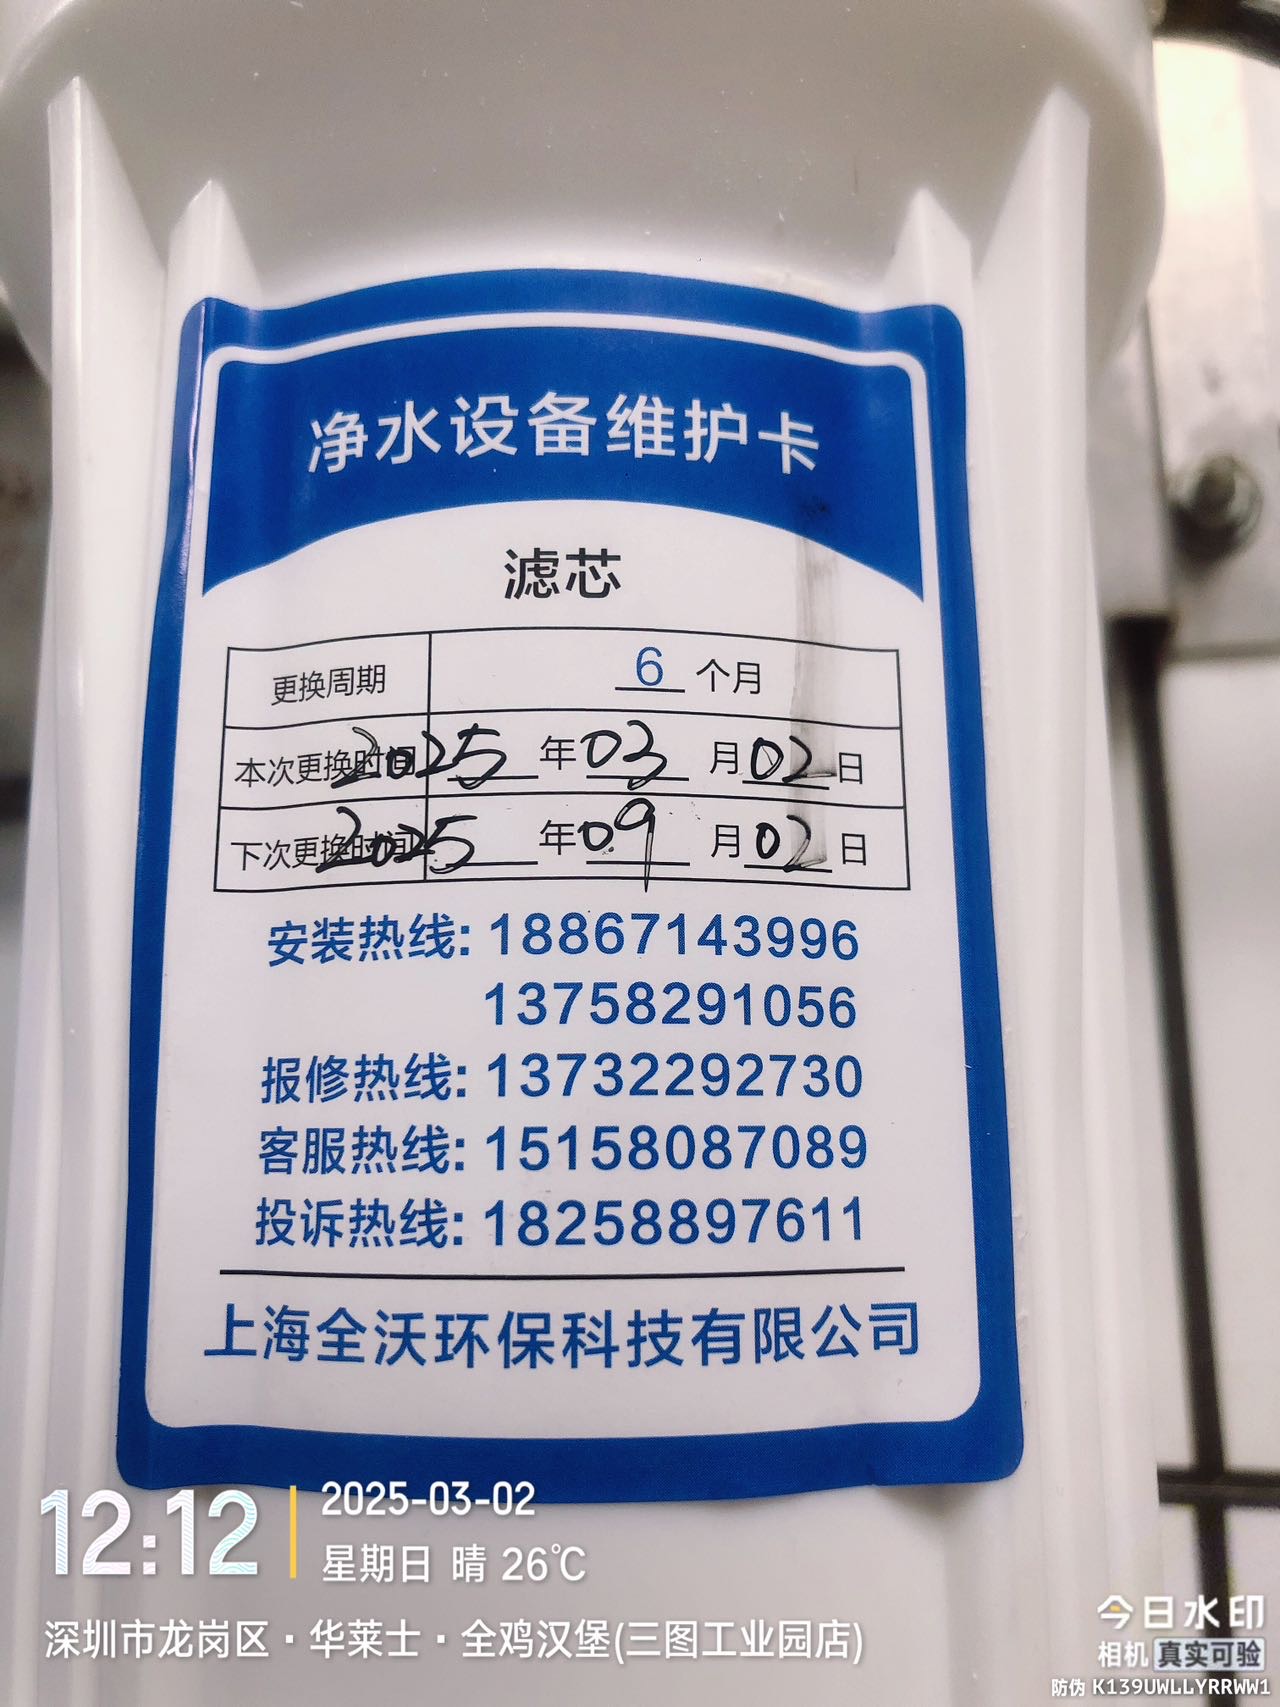 净水设备维护卡
滤芯
更换周期 6 个月
本次更换时间 2025 年 03 月 02 日
下次更换时间 2025 年 09 月 02 日
安装热线: 18867143996
13758291056
报修热线: 13732292730
客服热线: 15158087089
投诉热线: 18258897611
上海全沃环保科技有限公司
12:12
2025-03-02
星期日 晴 26℃
深圳市龙岗区·华莱士·全鸡汉堡(三图工业园店)
今日水印
相机 真实可验
防伪 K139UWLLYRRWW1